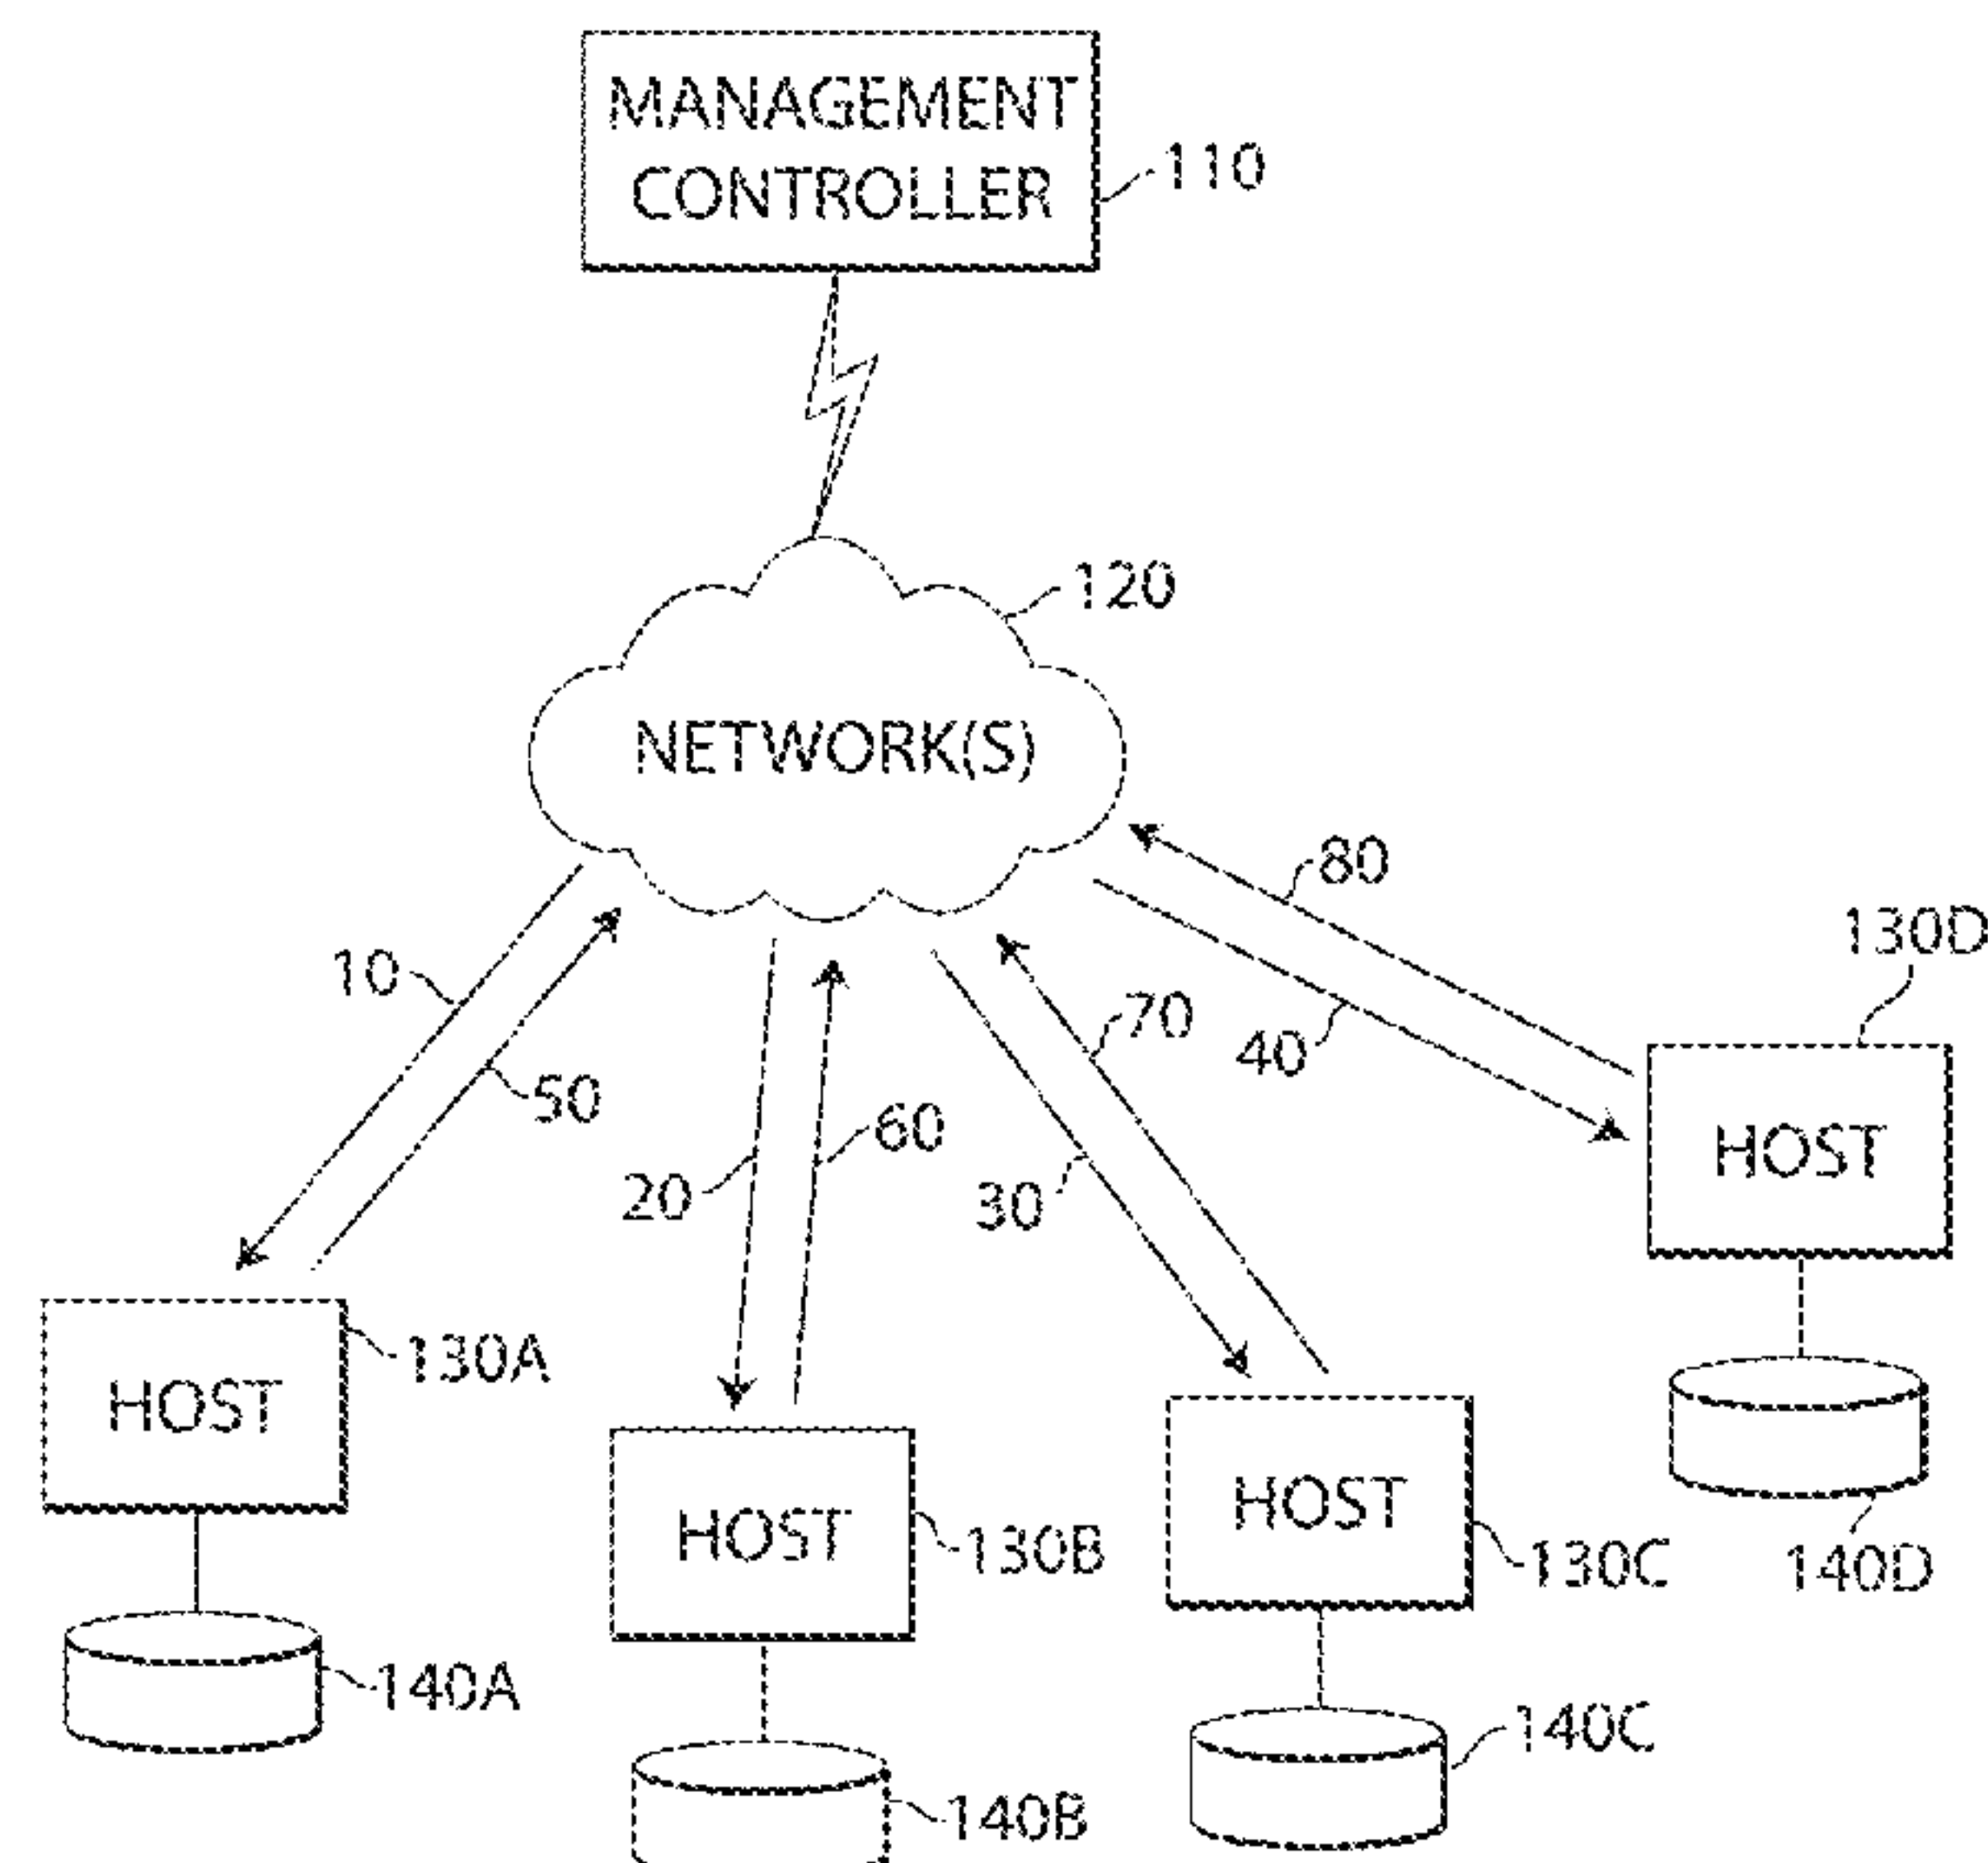 MANAGEMENT
CONTROLLER
110
120
NETWORK(S)
80
130D
10
70
40
50
60
20
30
HOST
130A
HOST
HOST
130B
HOST
130C
140D
140A
140C
140B